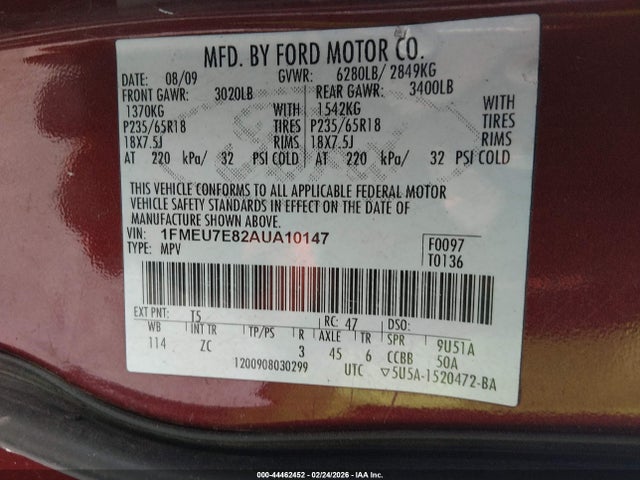 MFD. BY FORD MOTOR CO.
DATE: 08/09 GVWR: 6280LB/ 2849KG
FRONT GAWR: 3020LB REAR GAWR: 3400LB
1370KG WITH 1542KG WITH
P235/65R18 TIRES P235/65R18 TIRES
18X7.5J RIMS 18X7.5J RIMS
AT 220 kPa/ 32 PSI COLD AT 220 kPa/ 32 PSI COLD
THIS VEHICLE CONFORMS TO ALL APPLICABLE FEDERAL MOTOR
VEHICLE SAFETY STANDARDS IN EFFECT ON THE DATE OF
MANUFACTURE SHOWN ABOVE.
VIN: 1FMEU7E82AUA10147 F0097
TYPE: MPV T0136
EXT PNT: T5 RC: 47 DSO:
WB INT TR TP/PS R AXLE TR SPR 9U51A
114 ZC 3 45 6 CCBB 50A
1200908030299 UTC ▽5U5A-1520472-BA
000-44462452 - 02/24/2026 - IAA Inc.